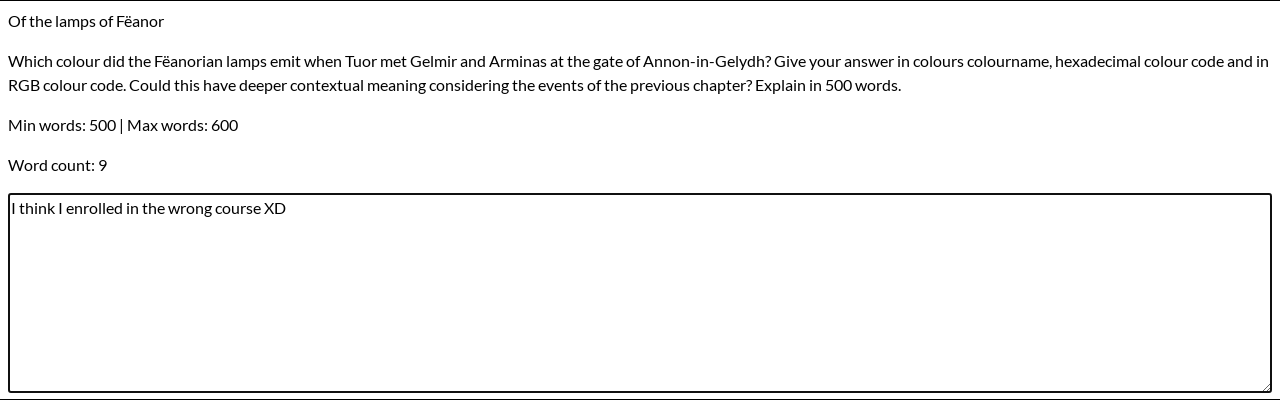 Of the lamps of Fëanor
Which colour did the Fëanorian lamps emit when Tuor met Gelmir and Arminas at the gate of Annon-in-Gelydh? Give your answer in colours colourname, hexadecimal colour code and in
RGB colour code. Could this have deeper contextual meaning considering the events of the previous chapter? Explain in 500 words.
Min words: 500 | Max words: 600
Word count: 9
I think I enrolled in the wrong course XD